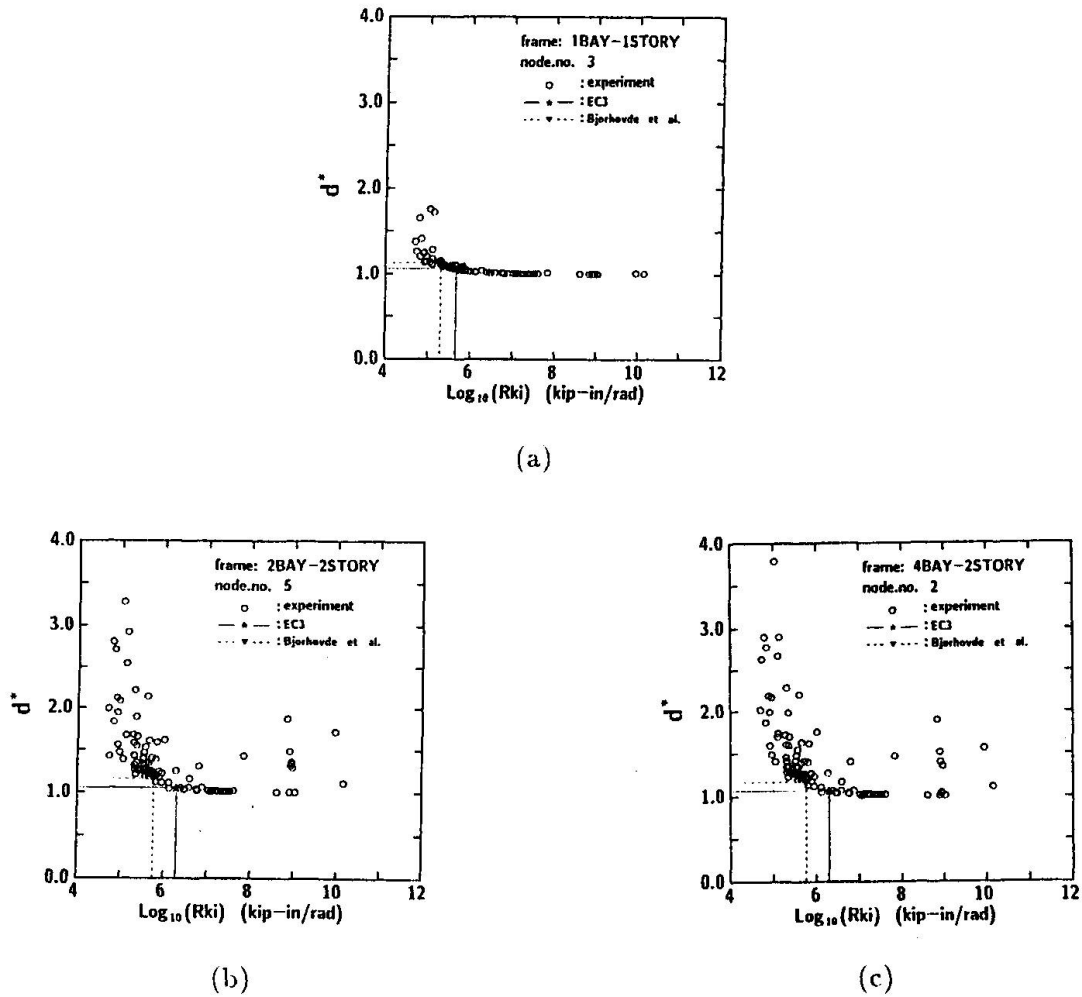 4.0
3.0
2.0
1.0
0.0
d*
frame: 1BAY-1STORY
node.no. 3
o : experiment
: EC3
: Bjorhovde et al.
4 6 8 10 12
Log₁₀(Rki) (kip-in/rad)
(a)
4.0
3.0
2.0
1.0
0.0
d*
frame: 2BAY-2STORY
node.no. 5
o : experiment
: EC3
: Bjorhovde et al.
4 6 8 10 12
Log₁₀(Rki) (kip-in/rad)
(b)
4.0
3.0
2.0
1.0
0.0
d*
frame: 4BAY-2STORY
node.no. 2
o : experiment
: EC3
: Bjorhovde et al.
4 6 8 10 12
Log₁₀(Rki) (kip-in/rad)
(c)